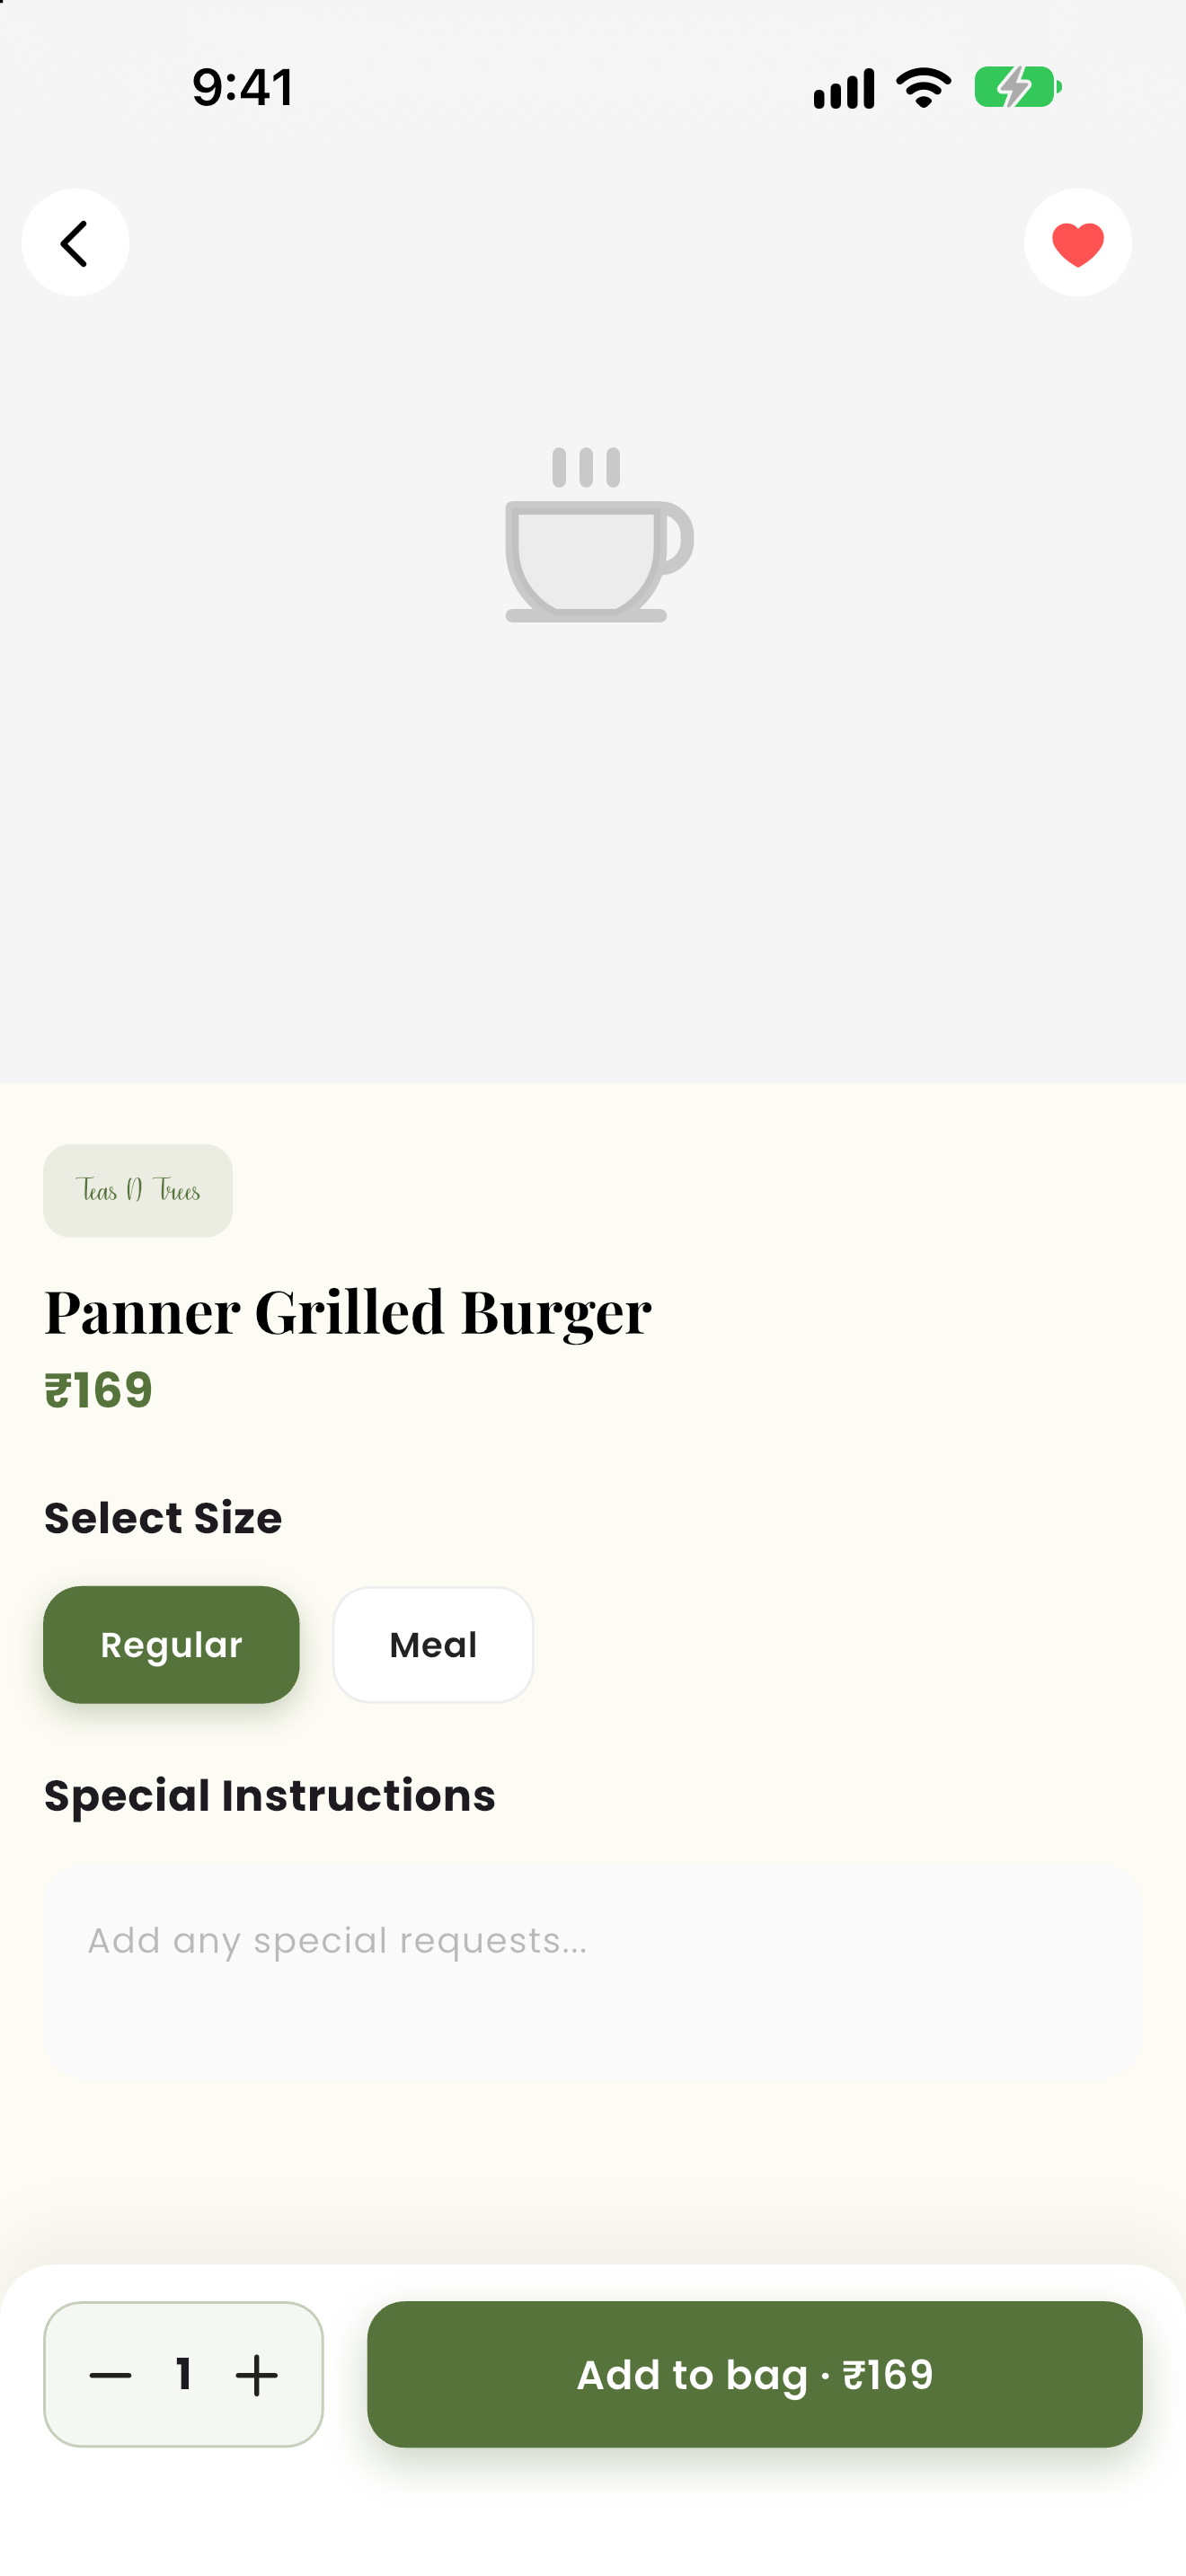 9:41
Teas N Trees
Panner Grilled Burger
₹169
Select Size
Regular
Meal
Special Instructions
Add any special requests...
1
Add to bag · ₹169